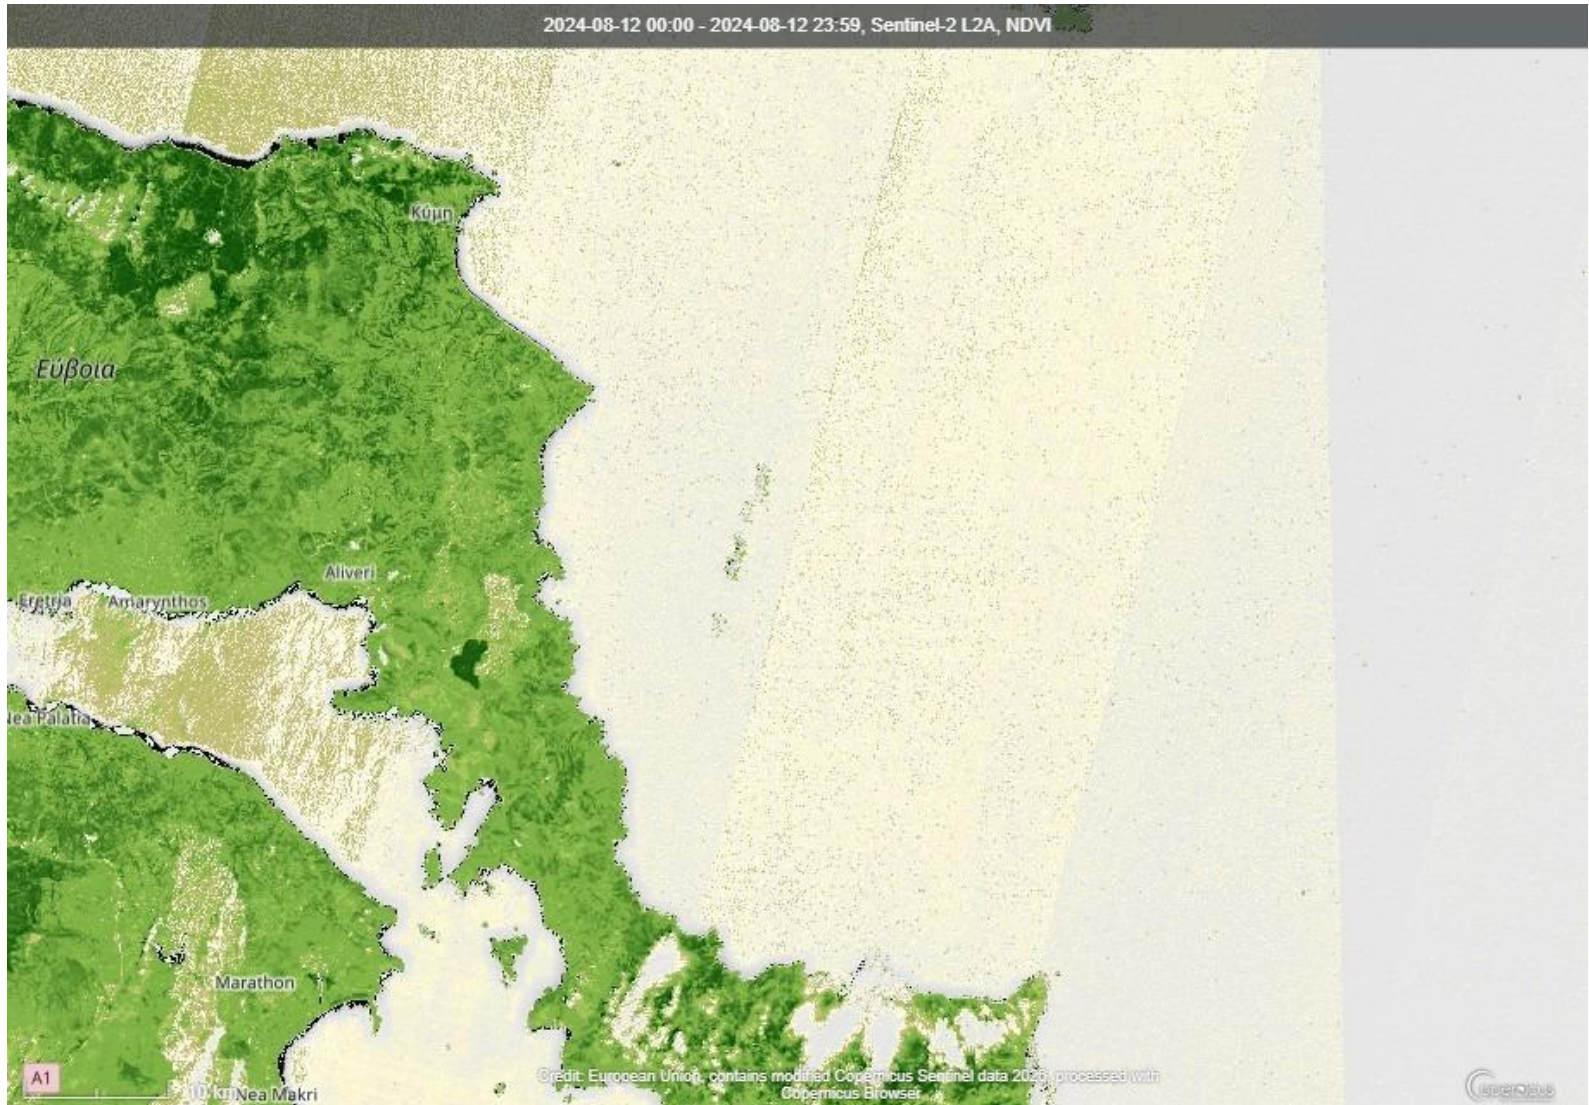 2024-08-12 00:00 - 2024-08-12 23:59, Sentinel-2 L2A, NDVI
Κύμη
Εύβοια
Aliveri
Eretria
Amarynthos
Nea Palatia
Marathon
A1
10 km
Nea Makri
Credit: European Union, contains modified Copernicus Sentinel data 2025, processed with
Copernicus Browser
opernicus